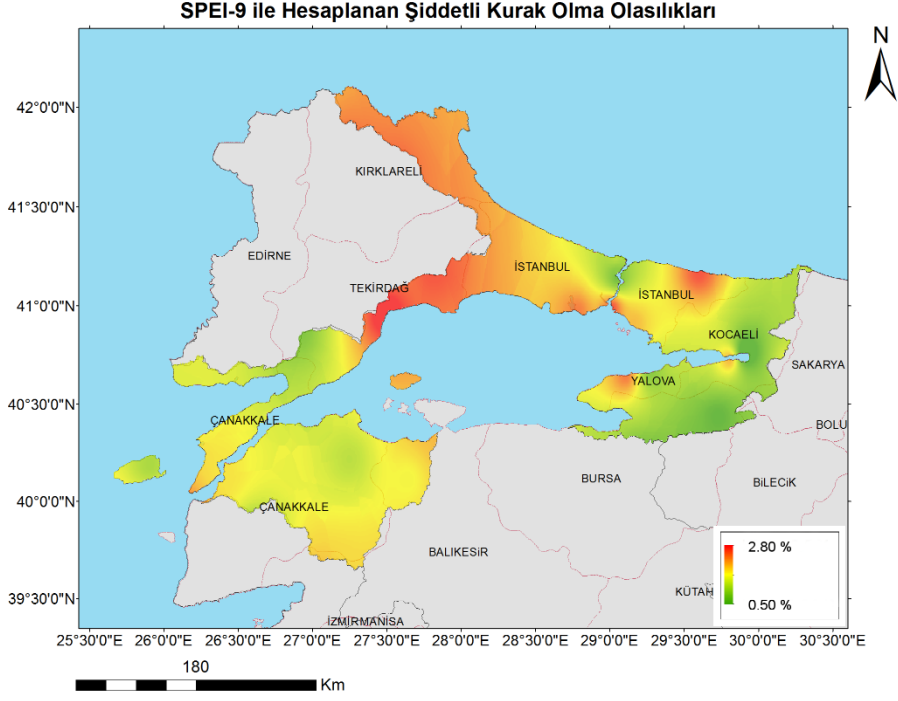 SPEI-9 ile Hesaplanan Şiddetli Kurak Olma Olasılıkları
N
42°0'0"N
KIRKLARELİ
41°30'0"N
EDİRNE
İSTANBUL
TEKİRDAĞ
İSTANBUL
41°0'0"N
KOCAELİ
SAKARYA
YALOVA
40°30'0"N
ÇANAKKALE
BOLU
BURSA
BİLECİK
40°0'0"N
ÇANAKKALE
BALIKESİR
2.80 %
KÜTAH
0.50 %
39°30'0"N
İZMİR
MANİSA
25°30'0"E 26°0'0"E 26°30'0"E 27°0'0"E 27°30'0"E 28°0'0"E 28°30'0"E 29°0'0"E 29°30'0"E 30°0'0"E 30°30'0"E
180
Km